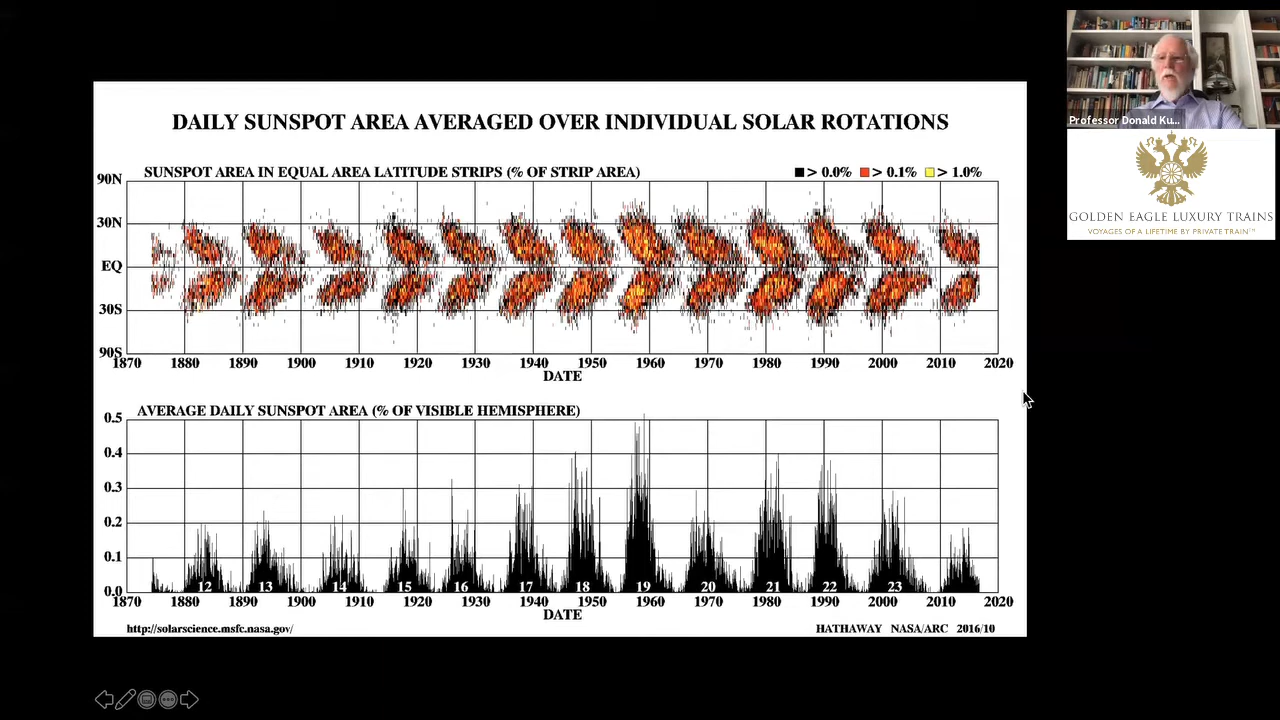 DAILY SUNSPOT AREA AVERAGED OVER INDIVIDUAL SOLAR ROTATIONS
SUNSPOT AREA IN EQUAL AREA LATITUDE STRIPS (% OF STRIP AREA)
> 0.0% > 0.1% > 1.0%
90N
30N
EQ
30S
90S
1870 1880 1890 1900 1910 1920 1930 1940 1950 1960 1970 1980 1990 2000 2010 2020
DATE
AVERAGE DAILY SUNSPOT AREA (% OF VISIBLE HEMISPHERE)
0.5
0.4
0.3
0.2
0.1
0.0
12 13 14 15 16 17 18 19 20 21 22 23
1870 1880 1890 1900 1910 1920 1930 1940 1950 1960 1970 1980 1990 2000 2010 2020
DATE
http://solarscience.msfc.nasa.gov/
HATHAWAY NASA/ARC 2016/10
Professor Donald Ku...
GOLDEN EAGLE LUXURY TRAINS
VOYAGES OF A LIFETIME BY PRIVATE TRAIN™